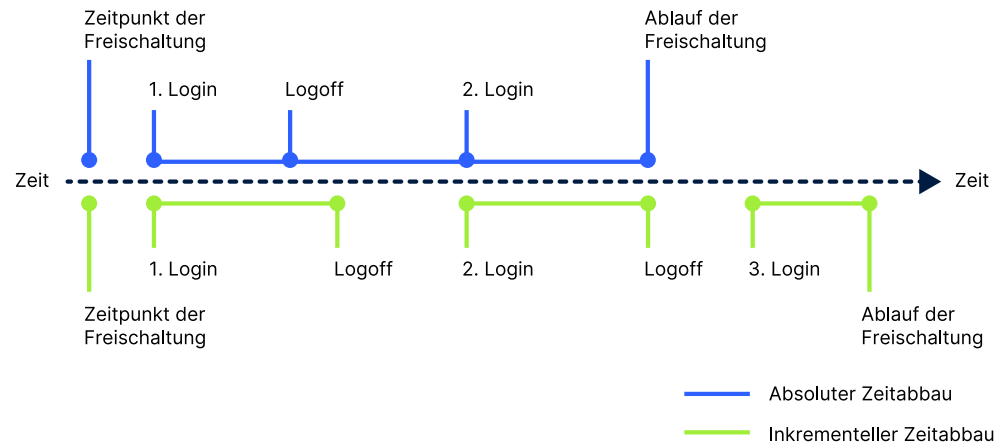 Zeitpunkt der
Freischaltung
Ablauf der
Freischaltung
1. Login
Logoff
2. Login
Zeit
Zeit
1. Login
Logoff
2. Login
Logoff
3. Login
Zeitpunkt der
Freischaltung
Ablauf der
Freischaltung
Absoluter Zeitabbau
Inkrementeller Zeitabbau